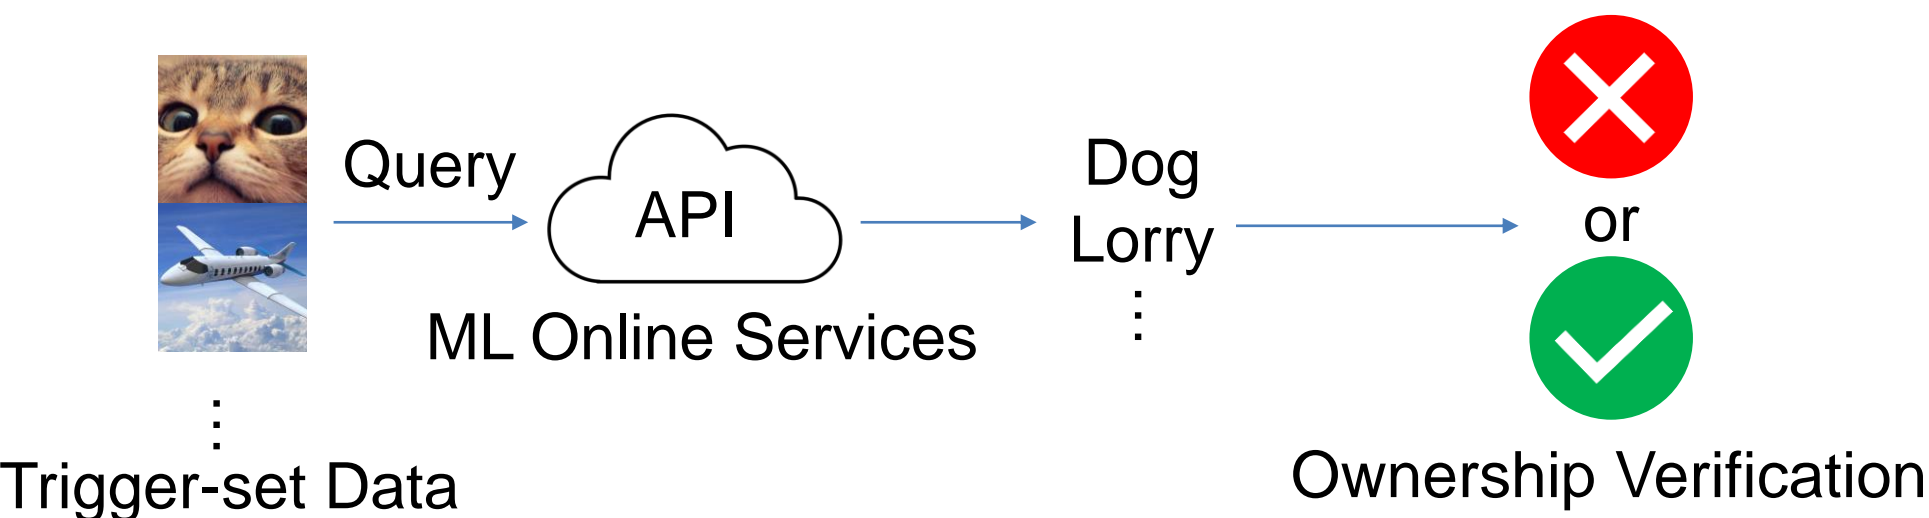 Query
API
ML Online Services
Trigger-set Data
Dog
Lorry
or
Ownership Verification